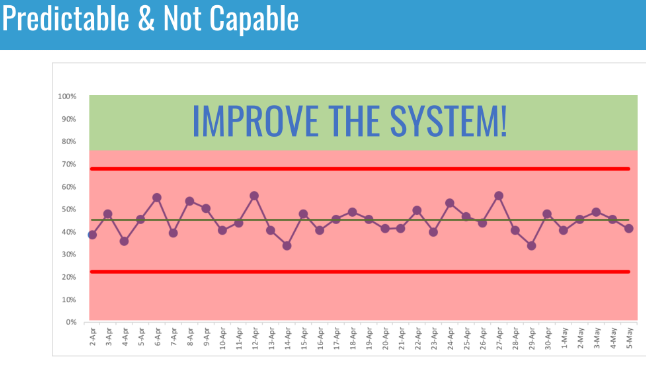 Predictable & Not Capable
IMPROVE THE SYSTEM!
100%
90%
80%
70%
60%
50%
40%
30%
20%
10%
0%
2-Apr
3-Apr
4-Apr
5-Apr
6-Apr
7-Apr
8-Apr
9-Apr
10-Apr
11-Apr
12-Apr
13-Apr
14-Apr
15-Apr
16-Apr
17-Apr
18-Apr
19-Apr
20-Apr
21-Apr
22-Apr
23-Apr
24-Apr
25-Apr
26-Apr
27-Apr
28-Apr
29-Apr
30-Apr
1-May
2-May
3-May
4-May
5-May